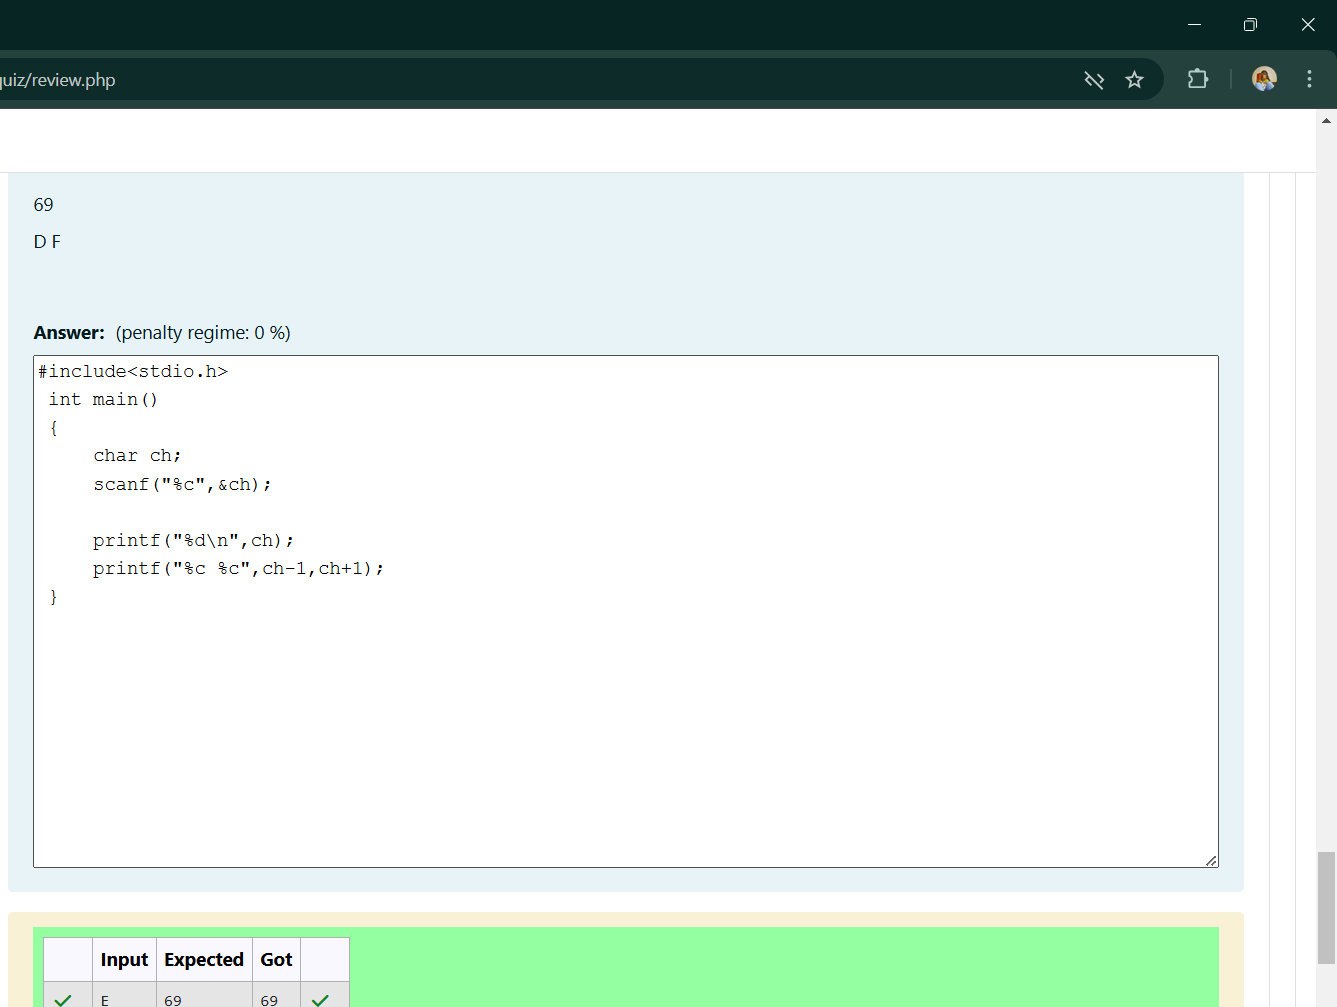 uiz/review.php
69
D F
Answer: (penalty regime: 0 %)
#include<stdio.h>
int main()
{
char ch;
scanf("%c",&ch);
printf("%d\n",ch);
printf("%c %c",ch-1,ch+1);
}
Input Expected Got
E 69 69